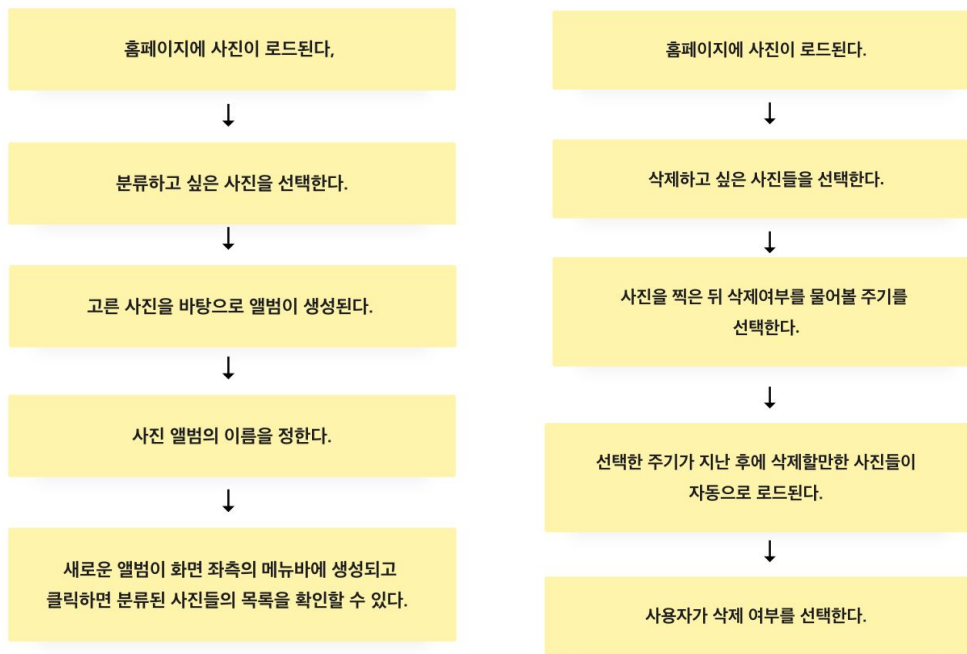 홈페이지에 사진이 로드된다,
분류하고 싶은 사진을 선택한다.
고른 사진을 바탕으로 앨범이 생성된다.
사진 앨범의 이름을 정한다.
새로운 앨범이 화면 좌측의 메뉴바에 생성되고
클릭하면 분류된 사진들의 목록을 확인할 수 있다.
홈페이지에 사진이 로드된다.
삭제하고 싶은 사진들을 선택한다.
사진을 찍은 뒤 삭제여부를 물어볼 주기를
선택한다.
선택한 주기가 지난 후에 삭제할만한 사진들이
자동으로 로드된다.
사용자가 삭제 여부를 선택한다.